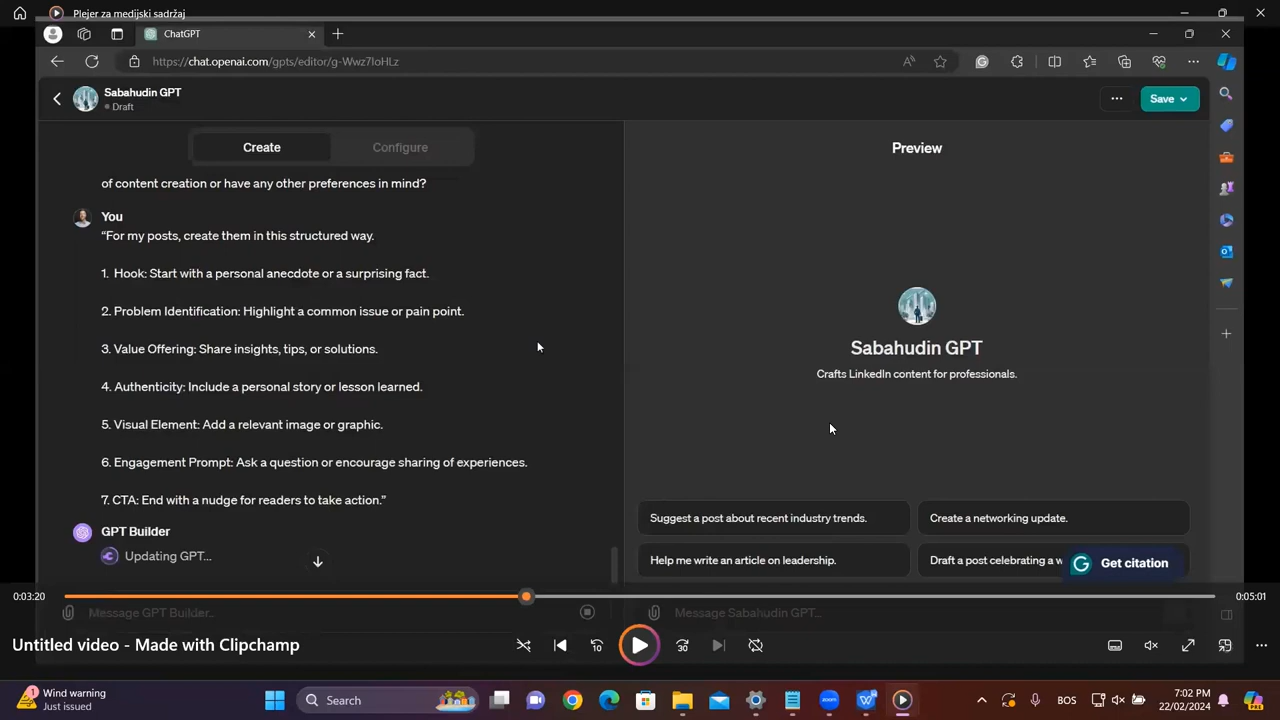 Plejer za medijski sadržaj
ChatGPT
https://chat.openai.com/gpts/editor/g-Wwz7loHLz
Sabahudin GPT
Draft
Save
Create
Configure
Preview
of content creation or have any other preferences in mind?
You
“For my posts, create them in this structured way.
1. Hook: Start with a personal anecdote or a surprising fact.
2. Problem Identification: Highlight a common issue or pain point.
3. Value Offering: Share insights, tips, or solutions.
4. Authenticity: Include a personal story or lesson learned.
5. Visual Element: Add a relevant image or graphic.
6. Engagement Prompt: Ask a question or encourage sharing of experiences.
7. CTA: End with a nudge for readers to take action.”
GPT Builder
Updating GPT...
Message GPT Builder...
Sabahudin GPT
Crafts LinkedIn content for professionals.
Suggest a post about recent industry trends.
Create a networking update.
Help me write an article on leadership.
Draft a post celebrating a w
Get citation
Message Sabahudin GPT...
0:03:20
0:05:01
Untitled video - Made with Clipchamp
10
30
Wind warning
Just issued
1
Search
BOS
7:02 PM
22/02/2024